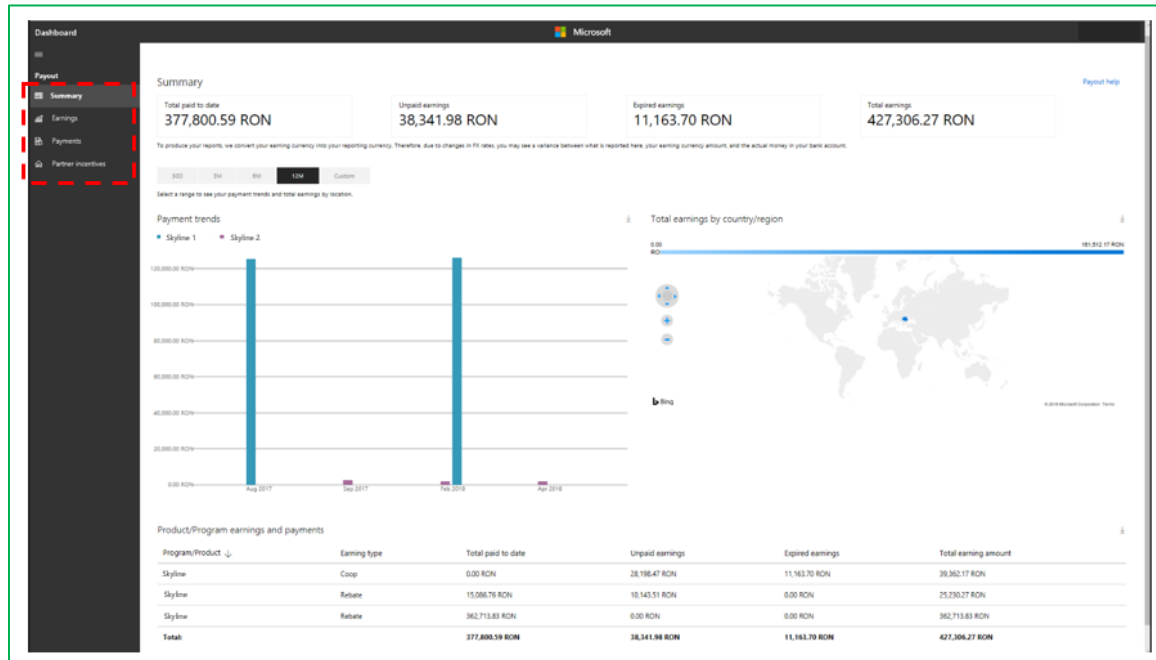 Dashboard
Microsoft
Payout
Summary
Earnings
Payments
Partner incentives
Summary
Payout help
Total paid to date
377,800.59 RON
Unpaid earnings
38,341.98 RON
Expired earnings
11,163.70 RON
Total earnings
427,306.27 RON
To produce your reports, we convert your earning currency into your reporting currency. Therefore, due to changes in FX rates, you may see a variance between what is reported here, your earning currency amount, and the actual money in your bank account.
30D 3M 6M 12M Custom
Select a range to see your payment trends and total earnings by location.
Payment trends
Skyline 1 Skyline 2
120,000.00 RON
100,000.00 RON
80,000.00 RON
60,000.00 RON
40,000.00 RON
20,000.00 RON
0.00 RON
Aug 2017 Sep 2017 Feb 2018 Apr 2018
Total earnings by country/region
0.00
RO
161,512.17 RON
Bing
© 2018 Microsoft Corporation Terms
Product/Program earnings and payments
Program/Product Earning type Total paid to date Unpaid earnings Expired earnings Total earning amount
Skyline Coop 0.00 RON 28,198.47 RON 11,163.70 RON 39,362.17 RON
Skyline Rebate 15,086.76 RON 10,143.51 RON 0.00 RON 25,230.27 RON
Skyline Rebate 362,713.83 RON 0.00 RON 0.00 RON 362,713.83 RON
Total: 377,800.59 RON 38,341.98 RON 11,163.70 RON 427,306.27 RON